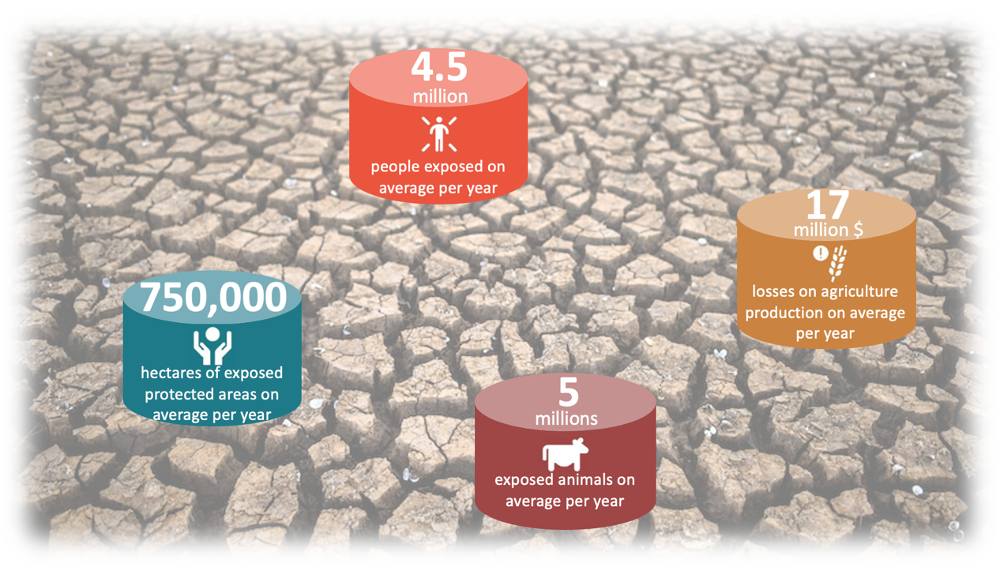 4.5
million
people exposed on
average per year
17
million $
losses on agriculture
production on average
per year
750,000
hectares of exposed
protected areas on
average per year
5
millions
exposed animals on
average per year